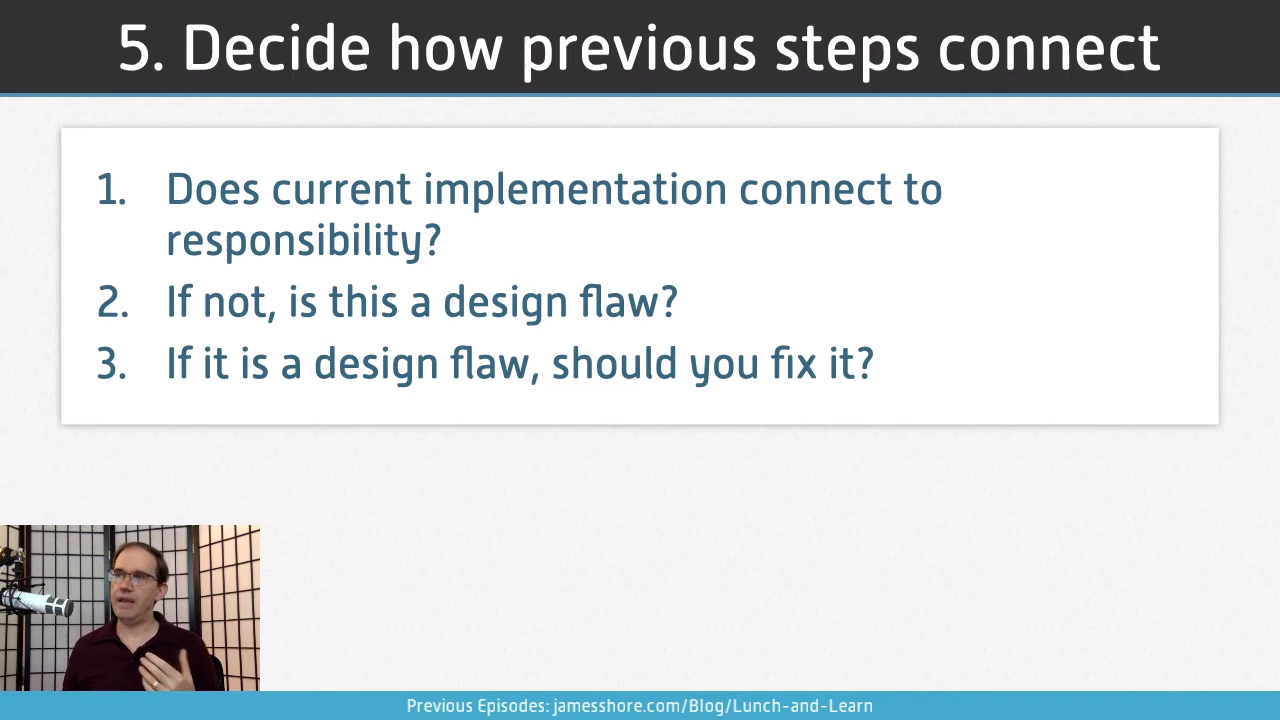 5. Decide how previous steps connect
1. Does current implementation connect to
responsibility?
2. If not, is this a design flaw?
3. If it is a design flaw, should you fix it?
Previous Episodes: jamesshore.com/Blog/Lunch-and-Learn